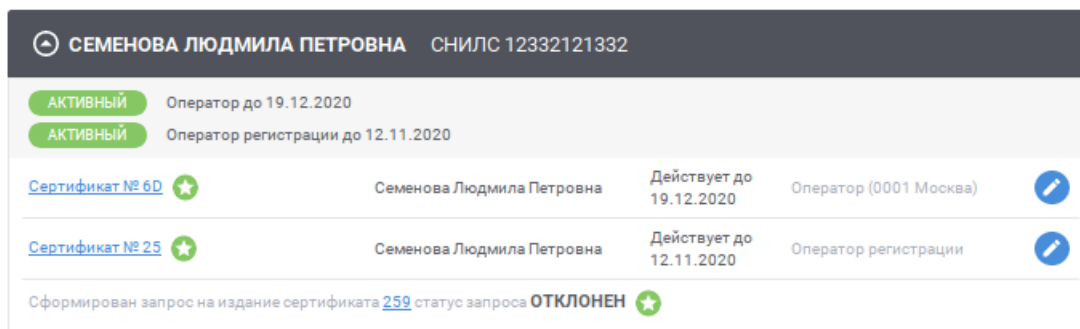 СЕМЕНОВА ЛЮДМИЛА ПЕТРОВНА СНИЛС 12332121332
АКТИВНЫЙ Оператор до 19.12.2020
АКТИВНЫЙ Оператор регистрации до 12.11.2020
Сертификат № 6D Семенова Людмила Петровна Действует до 19.12.2020 Оператор (0001 Москва)
Сертификат № 25 Семенова Людмила Петровна Действует до 12.11.2020 Оператор регистрации
Сформирован запрос на издание сертификата 259 статус запроса ОТКЛОНЕН